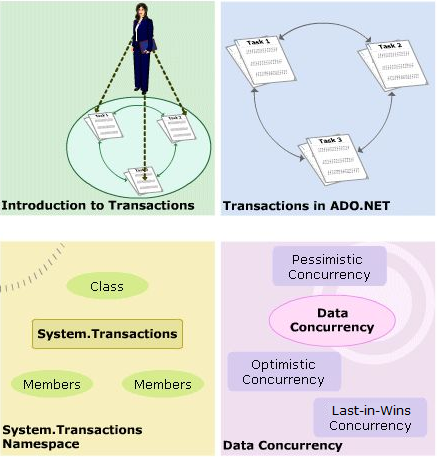 Task 1
Task 2
Task 3
Introduction to Transactions
Task 1
Task 2
Task 3
Transactions in ADO.NET
Class
System.Transactions
Members
Members
System.Transactions
Namespace
Pessimistic
Concurrency
Data
Concurrency
Optimistic
Concurrency
Last-in-Wins
Concurrency
Data Concurrency